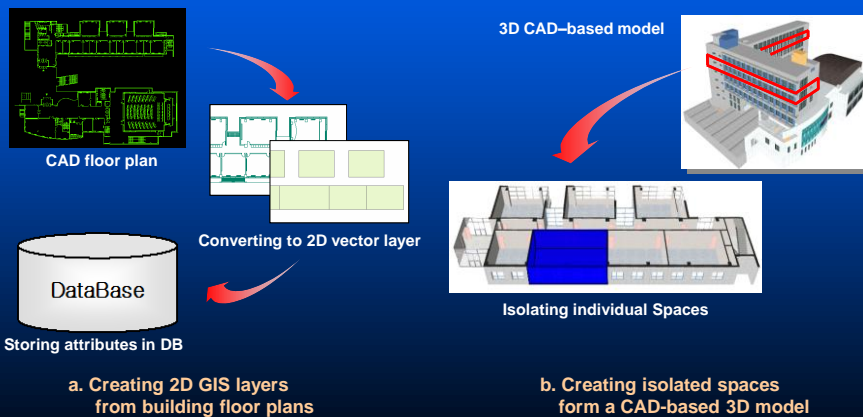 3D CAD–based model
CAD floor plan
Converting to 2D vector layer
DataBase
Storing attributes in DB
Isolating individual Spaces
a. Creating 2D GIS layers
from building floor plans
b. Creating isolated spaces
form a CAD-based 3D model